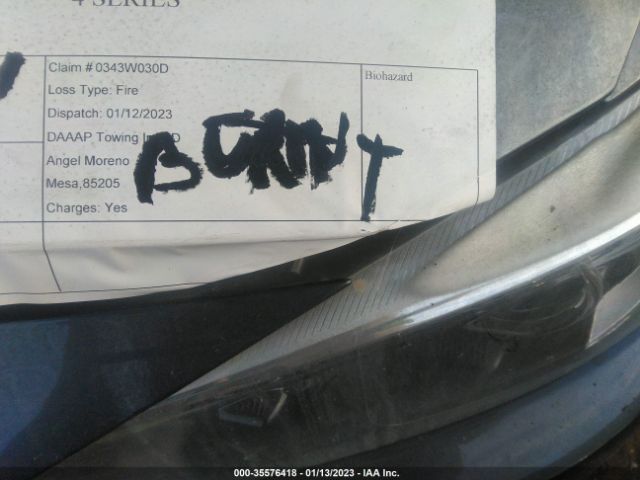 4 SERIES
Claim # 0343W030D
Loss Type: Fire
Dispatch: 01/12/2023
DAAAP Towing In D
Angel Moreno
Mesa,85205
Charges: Yes
Biohazard
000-35576418 - 01/13/2023 - IAA Inc.